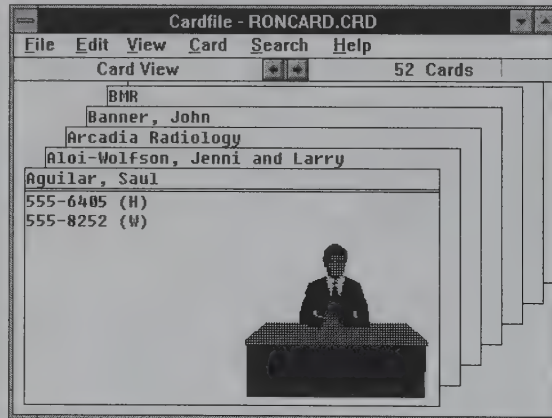 Cardfile - RONCARD.CRD
File Edit View Card Search Help
Card View 52 Cards
BMR
Banner, John
Arcadia Radiology
Aloi-Wolfson, Jenni and Larry
Aguilar, Saul
555-6405 (H)
555-8252 (W)